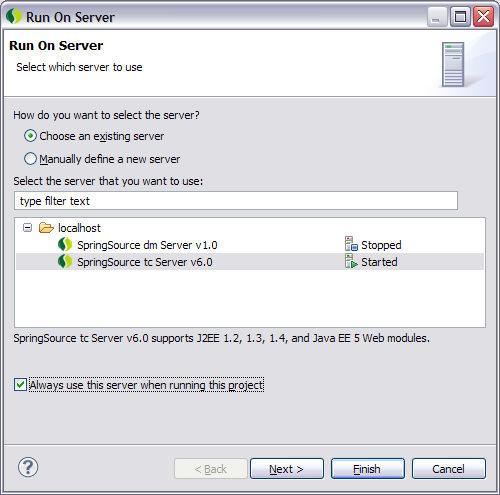 Run On Server
Run On Server
Select which server to use
How do you want to select the server?
Choose an existing server
Manually define a new server
Select the server that you want to use:
type filter text
localhost
SpringSource dm Server v1.0 Stopped
SpringSource tc Server v6.0 Started
SpringSource tc Server v6.0 supports J2EE 1.2, 1.3, 1.4, and Java EE 5 Web modules.
Always use this server when running this project
? < Back Next > Finish Cancel